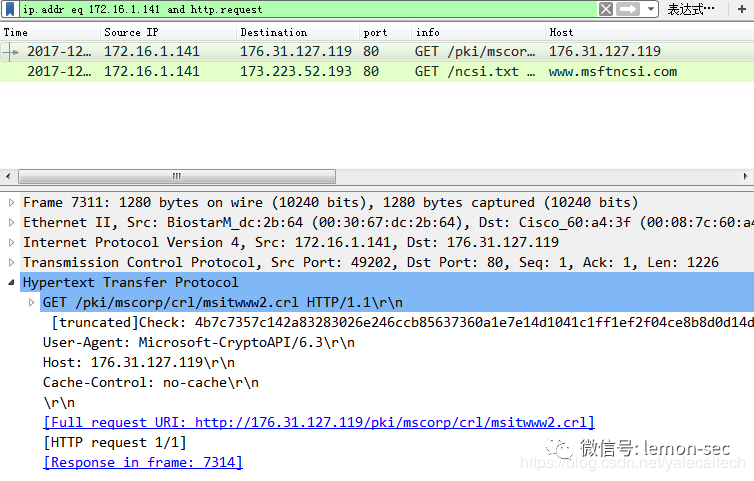 ip.addr eq 172.16.1.141 and http.request 表达式…
Time Source IP Destination port info Host
2017-12… 172.16.1.141 176.31.127.119 80 GET /pki/mscor… 176.31.127.119
2017-12… 172.16.1.141 173.223.52.193 80 GET /ncsi.txt … www.msftncsi.com
Frame 7311: 1280 bytes on wire (10240 bits), 1280 bytes captured (10240 bits)
Ethernet II, Src: BiostarM_dc:2b:64 (00:30:67:dc:2b:64), Dst: Cisco_60:a4:3f (00:08:7c:60:a4
Internet Protocol Version 4, Src: 172.16.1.141, Dst: 176.31.127.119
Transmission Control Protocol, Src Port: 49202, Dst Port: 80, Seq: 1, Ack: 1, Len: 1226
Hypertext Transfer Protocol
GET /pki/mscorp/crl/msitwww2.crl HTTP/1.1\r\n
[truncated]Check: 4b7c7357c142a83283026e246ccb85637360a1e7e14d1041c1ff1ef2f04ce8b8d0d14d
User-Agent: Microsoft-CryptoAPI/6.3\r\n
Host: 176.31.127.119\r\n
Cache-Control: no-cache\r\n
\r\n
[Full request URI: http://176.31.127.119/pki/mscorp/crl/msitwww2.crl]
[HTTP request 1/1]
[Response in frame: 7314]
微信号: lemon-sec
https://blog.csdn.net/yalecaltech